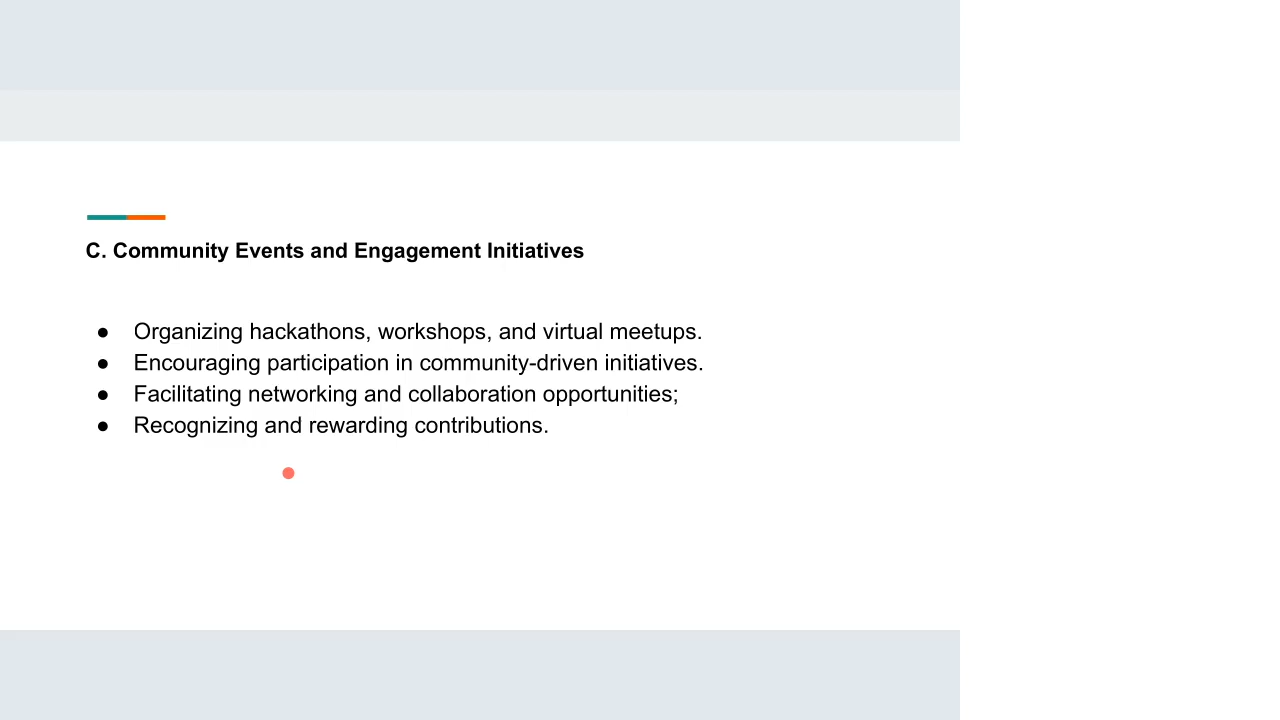 C. Community Events and Engagement Initiatives
● Organizing hackathons, workshops, and virtual meetups.
● Encouraging participation in community-driven initiatives.
● Facilitating networking and collaboration opportunities;
● Recognizing and rewarding contributions.